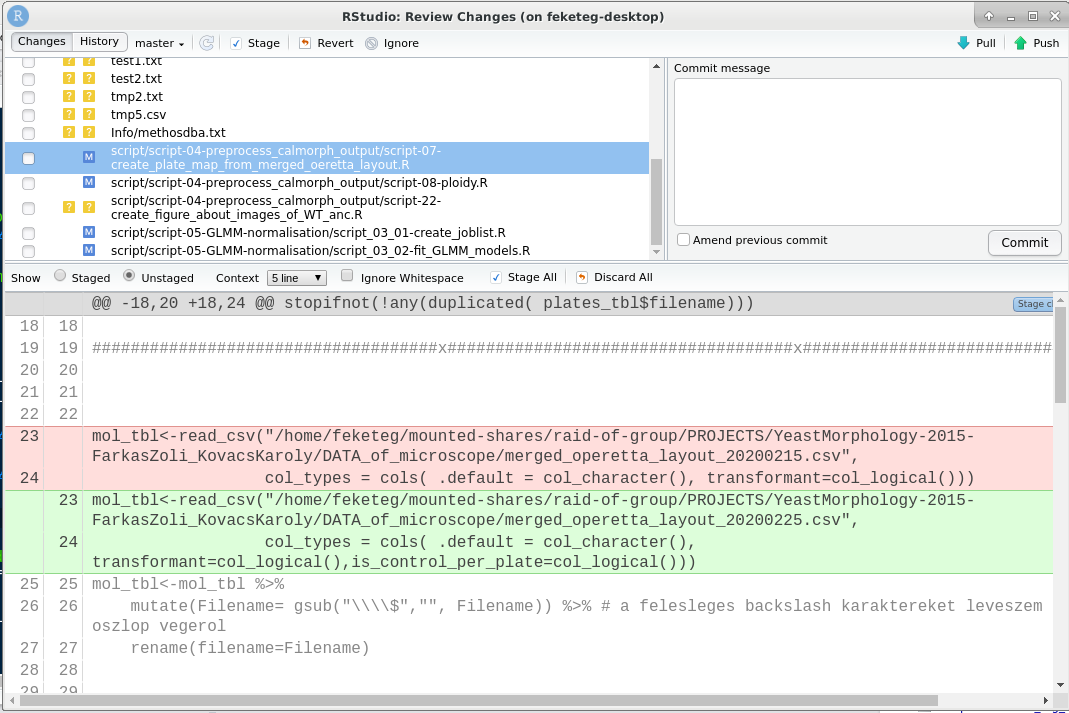 R
RStudio: Review Changes (on feketeg-desktop)
Changes History master Stage Revert Ignore Pull Push
? ? test1.txt
? ? test2.txt
? ? tmp2.txt
? ? tmp5.csv
? ? Info/methosdba.txt
M script/script-04-preprocess_calmorph_output/script-07-
create_plate_map_from_merged_oeretta_layout.R
M script/script-04-preprocess_calmorph_output/script-08-ploidy.R
? ? script/script-04-preprocess_calmorph_output/script-22-
create_figure_about_images_of_WT_anc.R
M script/script-05-GLMM-normalisation/script_03_01-create_joblist.R
M script/script-05-GLMM-normalisation/script_03_02-fit_GLMM_models.R
Commit message
Amend previous commit Commit
Show Staged Unstaged Context 5 line Ignore Whitespace Stage All Discard All
@@ -18,20 +18,24 @@ stopifnot(!any(duplicated( plates_tbl$filename))) Stage c
18 18
19 19 ####################################x####################################x##########################
20 20
21 21
22 22
23 mol_tbl<-read_csv("/home/feketeg/mounted-shares/raid-of-group/PROJECTS/YeastMorphology-2015-
FarkasZoli_KovacsKaroly/DATA_of_microscope/merged_operetta_layout_20200215.csv",
24 col_types = cols( .default = col_character(), transformant=col_logical()))
23 mol_tbl<-read_csv("/home/feketeg/mounted-shares/raid-of-group/PROJECTS/YeastMorphology-2015-
FarkasZoli_KovacsKaroly/DATA_of_microscope/merged_operetta_layout_20200225.csv",
24 col_types = cols( .default = col_character(),
transformant=col_logical(),is_control_per_plate=col_logical()))
25 25 mol_tbl<-mol_tbl %>%
26 26 mutate(Filename= gsub("\\\\$","", Filename)) %>% # a felesleges backslash karaktereket leveszem
oszlop vegerol
27 27 rename(filename=Filename)
28 28
29 29